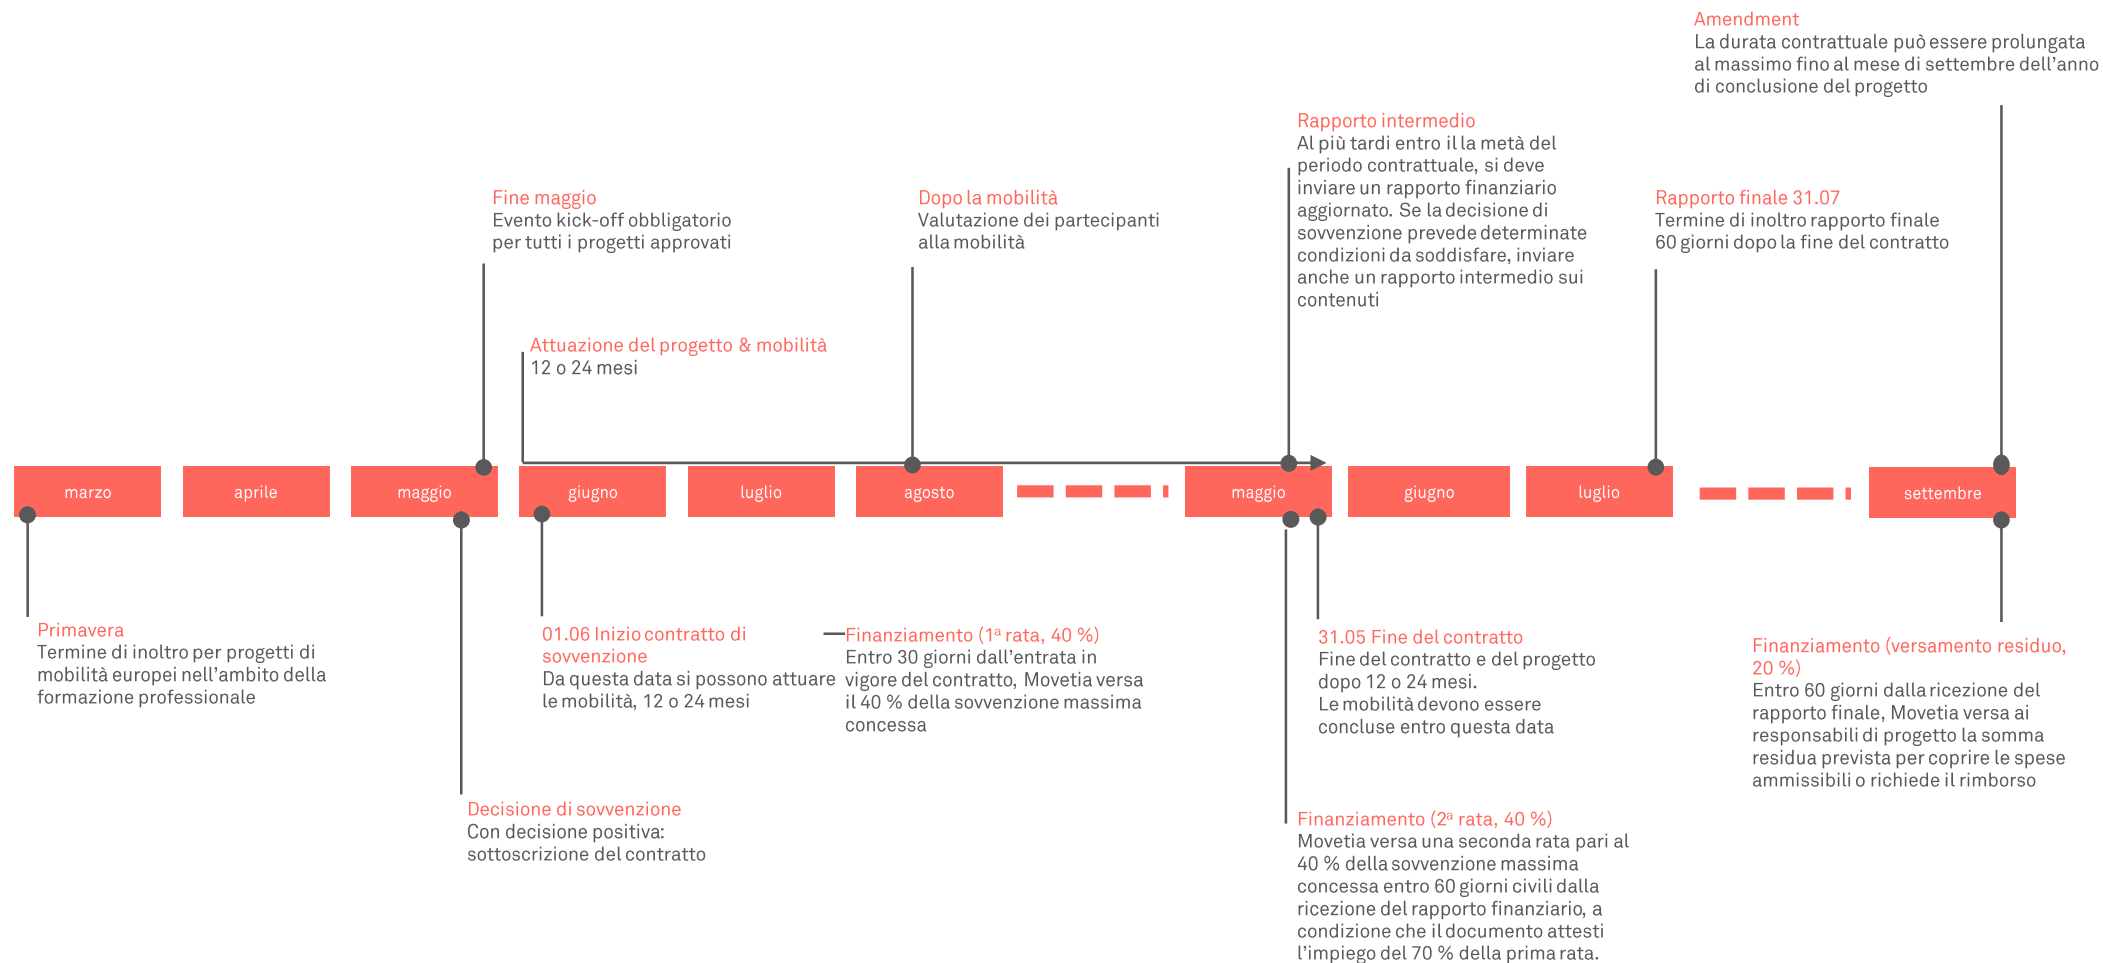 Amendment
La durata contrattuale può essere prolungata
al massimo fino al mese di settembre dell'anno
di conclusione del progetto
Rapporto intermedio
Al più tardi entro il la metà del
periodo contrattuale, si deve
inviare un rapporto finanziario
aggiornato. Se la decisione di
sovvenzione prevede determinate
condizioni da soddisfare, inviare
anche un rapporto intermedio sui
contenuti
Fine maggio
Evento kick-off obbligatorio
per tutti i progetti approvati
Dopo la mobilità
Valutazione dei partecipanti
alla mobilità
Rapporto finale 31.07
Termine di inoltro rapporto finale
60 giorni dopo la fine del contratto
Attuazione del progetto & mobilità
12 o 24 mesi
marzo
aprile
maggio
giugno
luglio
agosto
maggio
giugno
luglio
settembre
Primavera
Termine di inoltro per progetti di
mobilità europei nell'ambito della
formazione professionale
01.06 Inizio contratto di
sovvenzione
Da questa data si possono attuare
le mobilità, 12 o 24 mesi
Finanziamento (1ª rata, 40 %)
Entro 30 giorni dall'entrata in
vigore del contratto, Movetia versa
il 40 % della sovvenzione massima
concessa
31.05 Fine del contratto
Fine del contratto e del progetto
dopo 12 o 24 mesi.
Le mobilità devono essere
concluse entro questa data
Finanziamento (versamento residuo,
20 %)
Entro 60 giorni dalla ricezione del
rapporto finale, Movetia versa ai
responsabili di progetto la somma
residua prevista per coprire le spese
ammissibili o richiede il rimborso
Decisione di sovvenzione
Con decisione positiva:
sottoscrizione del contratto
Finanziamento (2ª rata, 40 %)
Movetia versa una seconda rata pari al
40 % della sovvenzione massima
concessa entro 60 giorni civili dalla
ricezione del rapporto finanziario, a
condizione che il documento attesti
l'impiego del 70 % della prima rata.